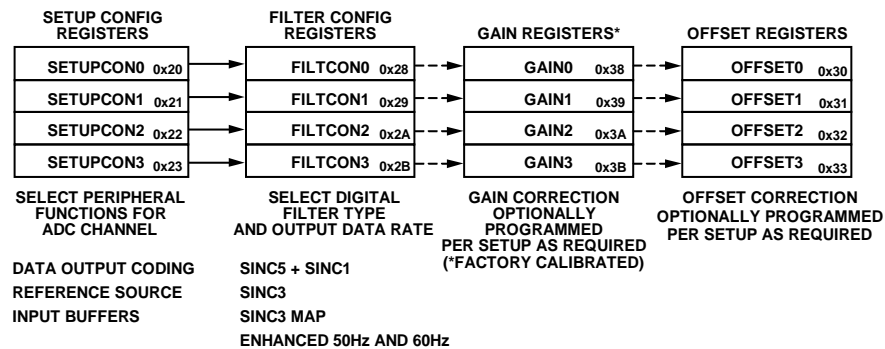 SETUP CONFIG
REGISTERS
SETUPCON0 0x20
SETUPCON1 0x21
SETUPCON2 0x22
SETUPCON3 0x23
SELECT PERIPHERAL
FUNCTIONS FOR
ADC CHANNEL
DATA OUTPUT CODING
REFERENCE SOURCE
INPUT BUFFERS
FILTER CONFIG
REGISTERS
FILTCON0 0x28
FILTCON1 0x29
FILTCON2 0x2A
FILTCON3 0x2B
SELECT DIGITAL
FILTER TYPE
AND OUTPUT DATA RATE
SINC5 + SINC1
SINC3
SINC3 MAP
ENHANCED 50Hz AND 60Hz
GAIN REGISTERS*
GAIN0 0x38
GAIN1 0x39
GAIN2 0x3A
GAIN3 0x3B
GAIN CORRECTION
OPTIONALLY
PROGRAMMED
PER SETUP AS REQUIRED
(*FACTORY CALIBRATED)
OFFSET REGISTERS
OFFSET0 0x30
OFFSET1 0x31
OFFSET2 0x32
OFFSET3 0x33
OFFSET CORRECTION
OPTIONALLY PROGRAMMED
PER SETUP AS REQUIRED